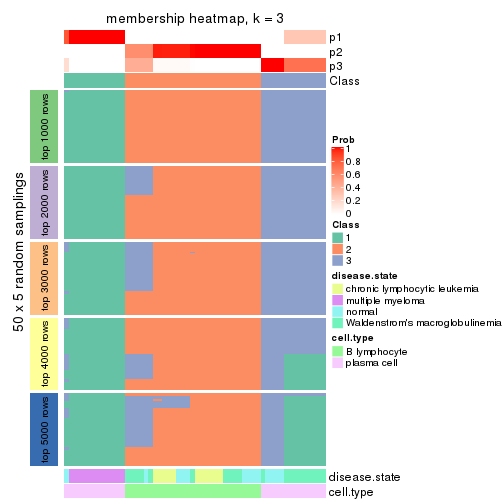 membership heatmap, k = 3
p1
p2
p3
Class
50 x 5 random samplings
top 1000 rows
top 2000 rows
top 3000 rows
top 4000 rows
top 5000 rows
Prob
1
0.8
0.6
0.4
0.2
0
Class
1
2
3
disease.state
chronic lymphocytic leukemia
multiple myeloma
normal
Waldenstrom's macroglobulinemia
cell.type
B lymphocyte
plasma cell
disease.state
cell.type